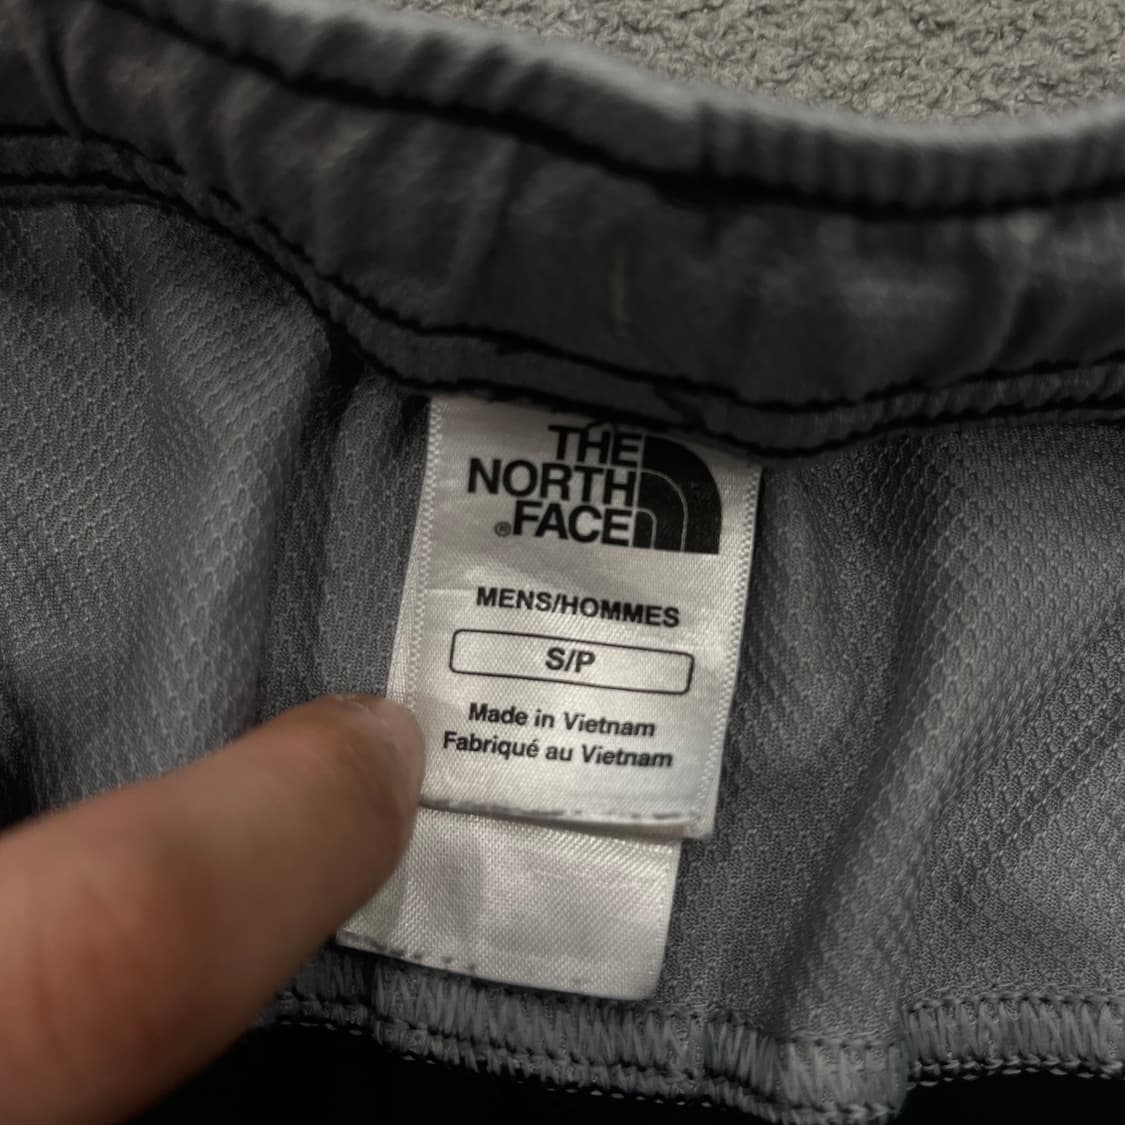 THE
NORTH
®FACE
MENS/HOMMES
S/P
Made in Vietnam
Fabriqué au Vietnam